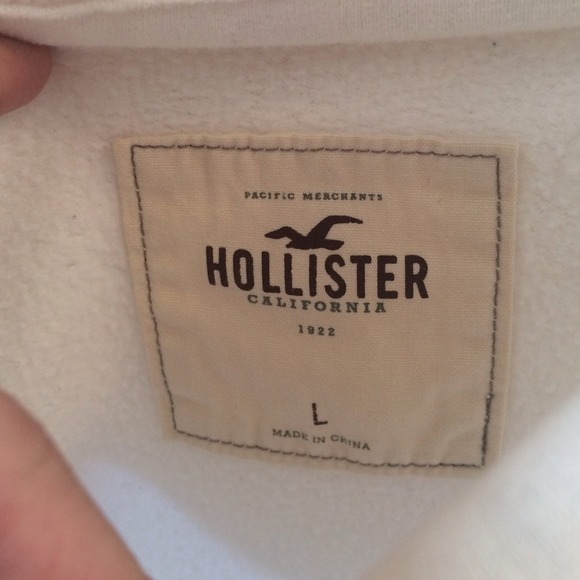 PACIFIC MERCHANTS
HOLLISTER
CALIFORNIA
1922
L
MADE IN CHINA